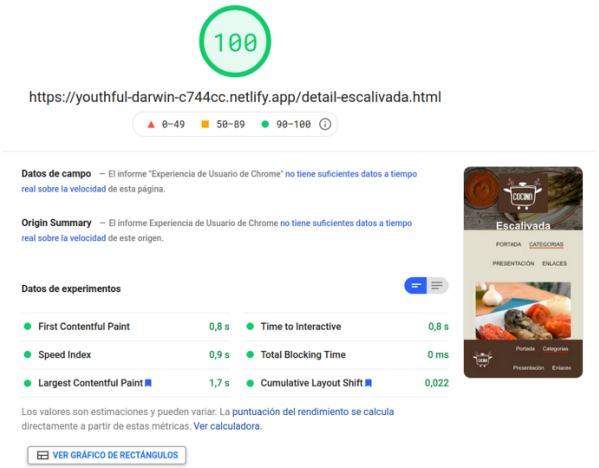 100
https://youthful-darwin-c744cc.netlify.app/detail-escalivada.html
0–49 50–89 90–100
Datos de campo — El informe "Experiencia de Usuario de Chrome" no tiene suficientes datos a tiempo
real sobre la velocidad de esta página.
Origin Summary — El informe Experiencia de Usuario de Chrome no tiene suficientes datos a tiempo
real sobre la velocidad de este origen.
Datos de experimentos
First Contentful Paint 0,8 s
Time to Interactive 0,8 s
Speed Index 0,9 s
Total Blocking Time 0 ms
Largest Contentful Paint 1,7 s
Cumulative Layout Shift 0,022
Los valores son estimaciones y pueden variar. La puntuación del rendimiento se calcula
directamente a partir de estas métricas. Ver calculadora.
VER GRÁFICO DE RECTÁNGULOS
Escalivada
PORTADA CATEGORIAS
PRESENTACIÓN ENLACES
Portada Categorias
Presentación Enlaces